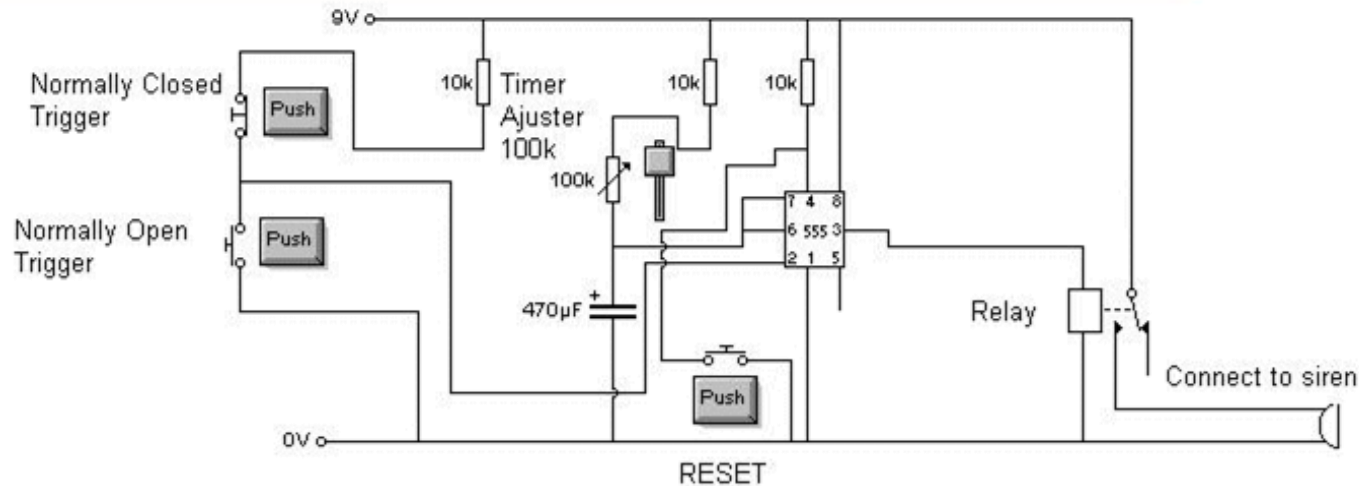 9V
Normally Closed
Trigger
Push
10k
Timer
Ajuster
100k
10k
10k
100k
7 4 8
6 555 3
2 1 5
Normally Open
Trigger
Push
470µF
+
Relay
Push
Connect to siren
0V
RESET